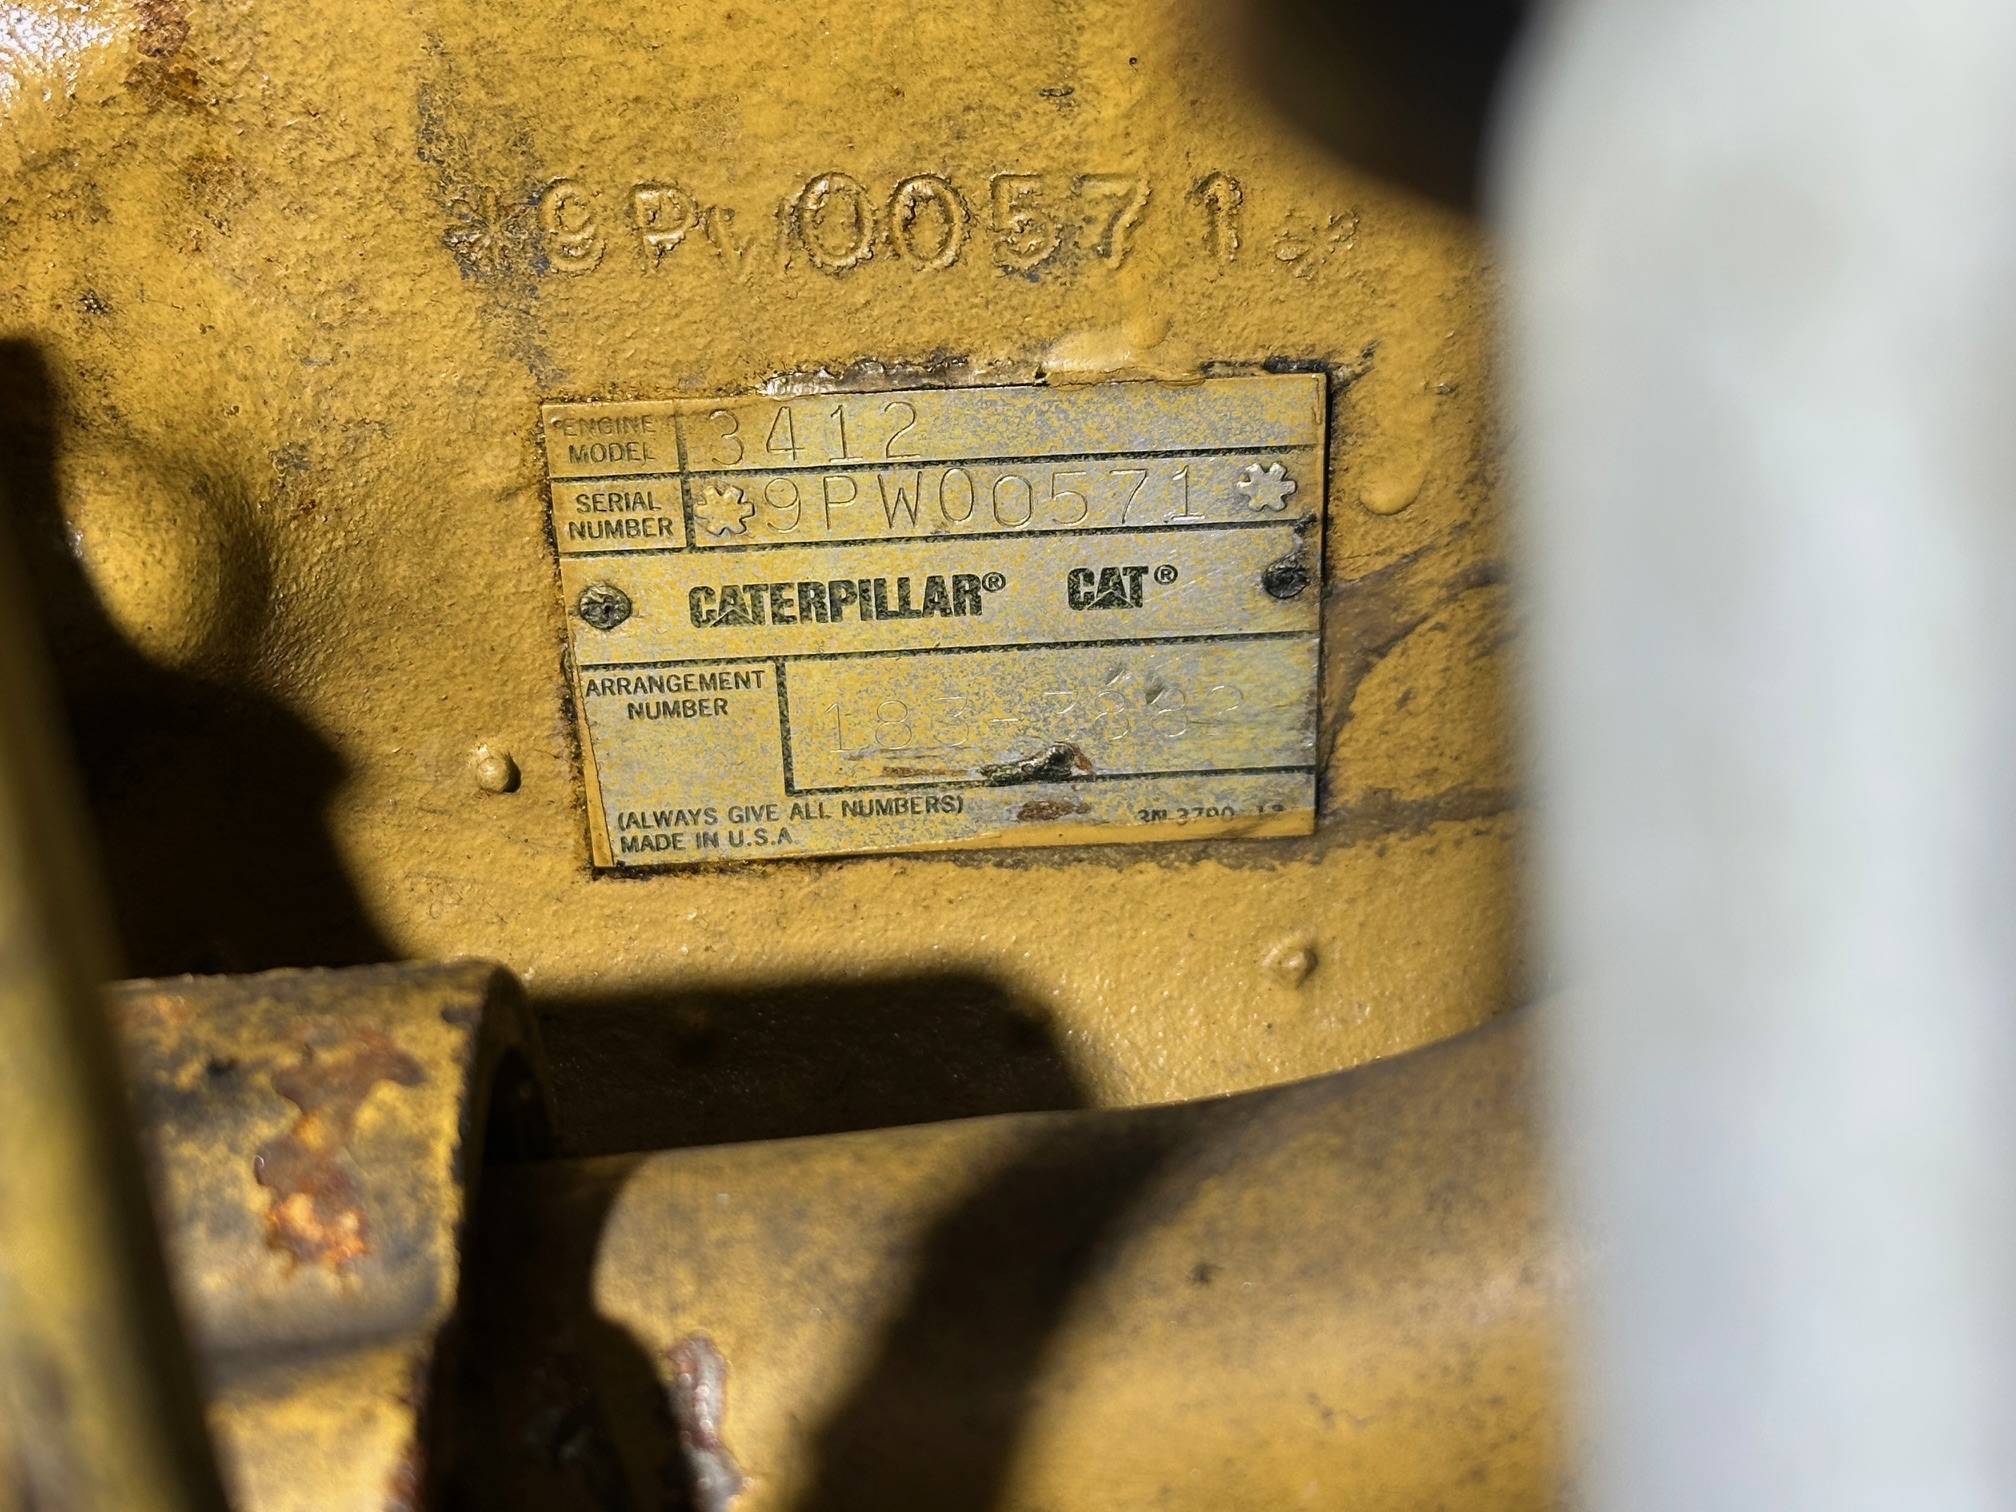 *9PW00571*
ENGINE MODEL 3412
SERIAL NUMBER *9PW00571*
CATERPILLAR® CAT®
ARRANGEMENT NUMBER
(ALWAYS GIVE ALL NUMBERS)
MADE IN U.S.A